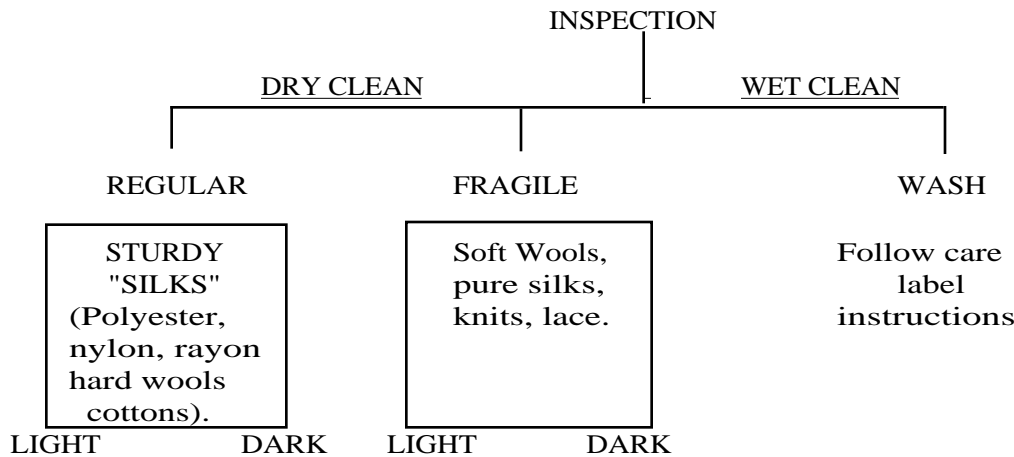 INSPECTION
DRY CLEAN
WET CLEAN
REGULAR
FRAGILE
WASH
STURDY
"SILKS"
(Polyester,
nylon, rayon
hard wools
cottons).
LIGHT
DARK
Soft Wools,
pure silks,
knits, lace.
LIGHT
DARK
Follow care
label
instructions